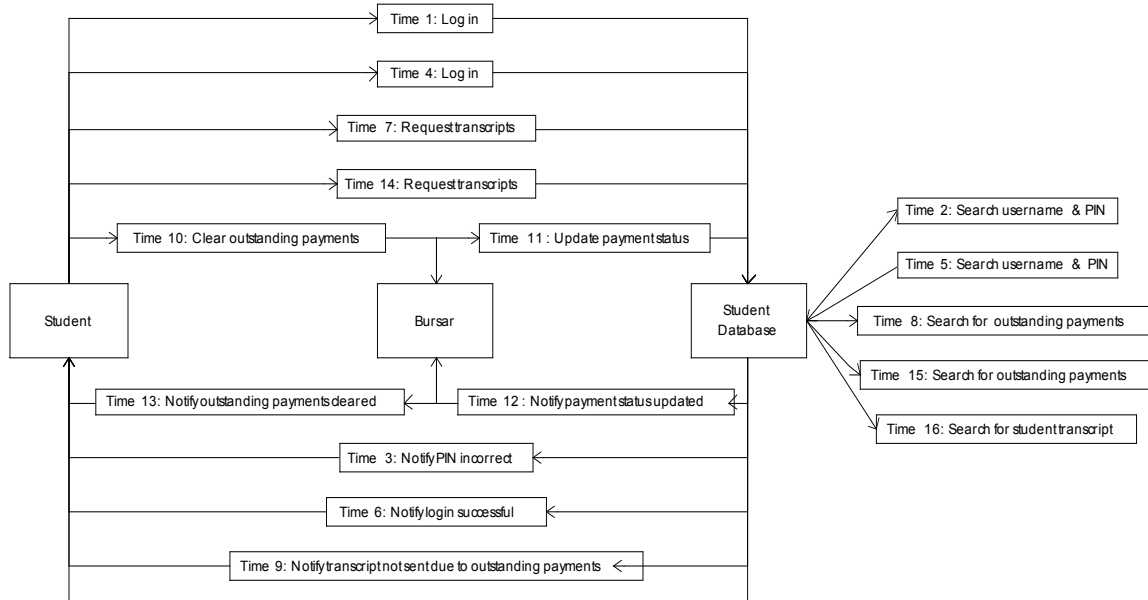 Time 1: Log in
Time 4: Log in
Time 7: Request transcripts
Time 14: Request transcripts
Time 2: Search username & PIN
Time 10: Clear outstanding payments
Time 11 : Update payment status
Time 5: Search username & PIN
Student
Bursar
Student
Database
Time 8: Search for outstanding payments
Time 15: Search for outstanding payments
Time 13: Notify outstanding payments cleared
Time 12 : Notify payment status updated
Time 16: Search for student transcript
Time 3: Notify PIN incorrect
Time 6: Notify login successful
Time 9: Notify transcript not sent due to outstanding payments